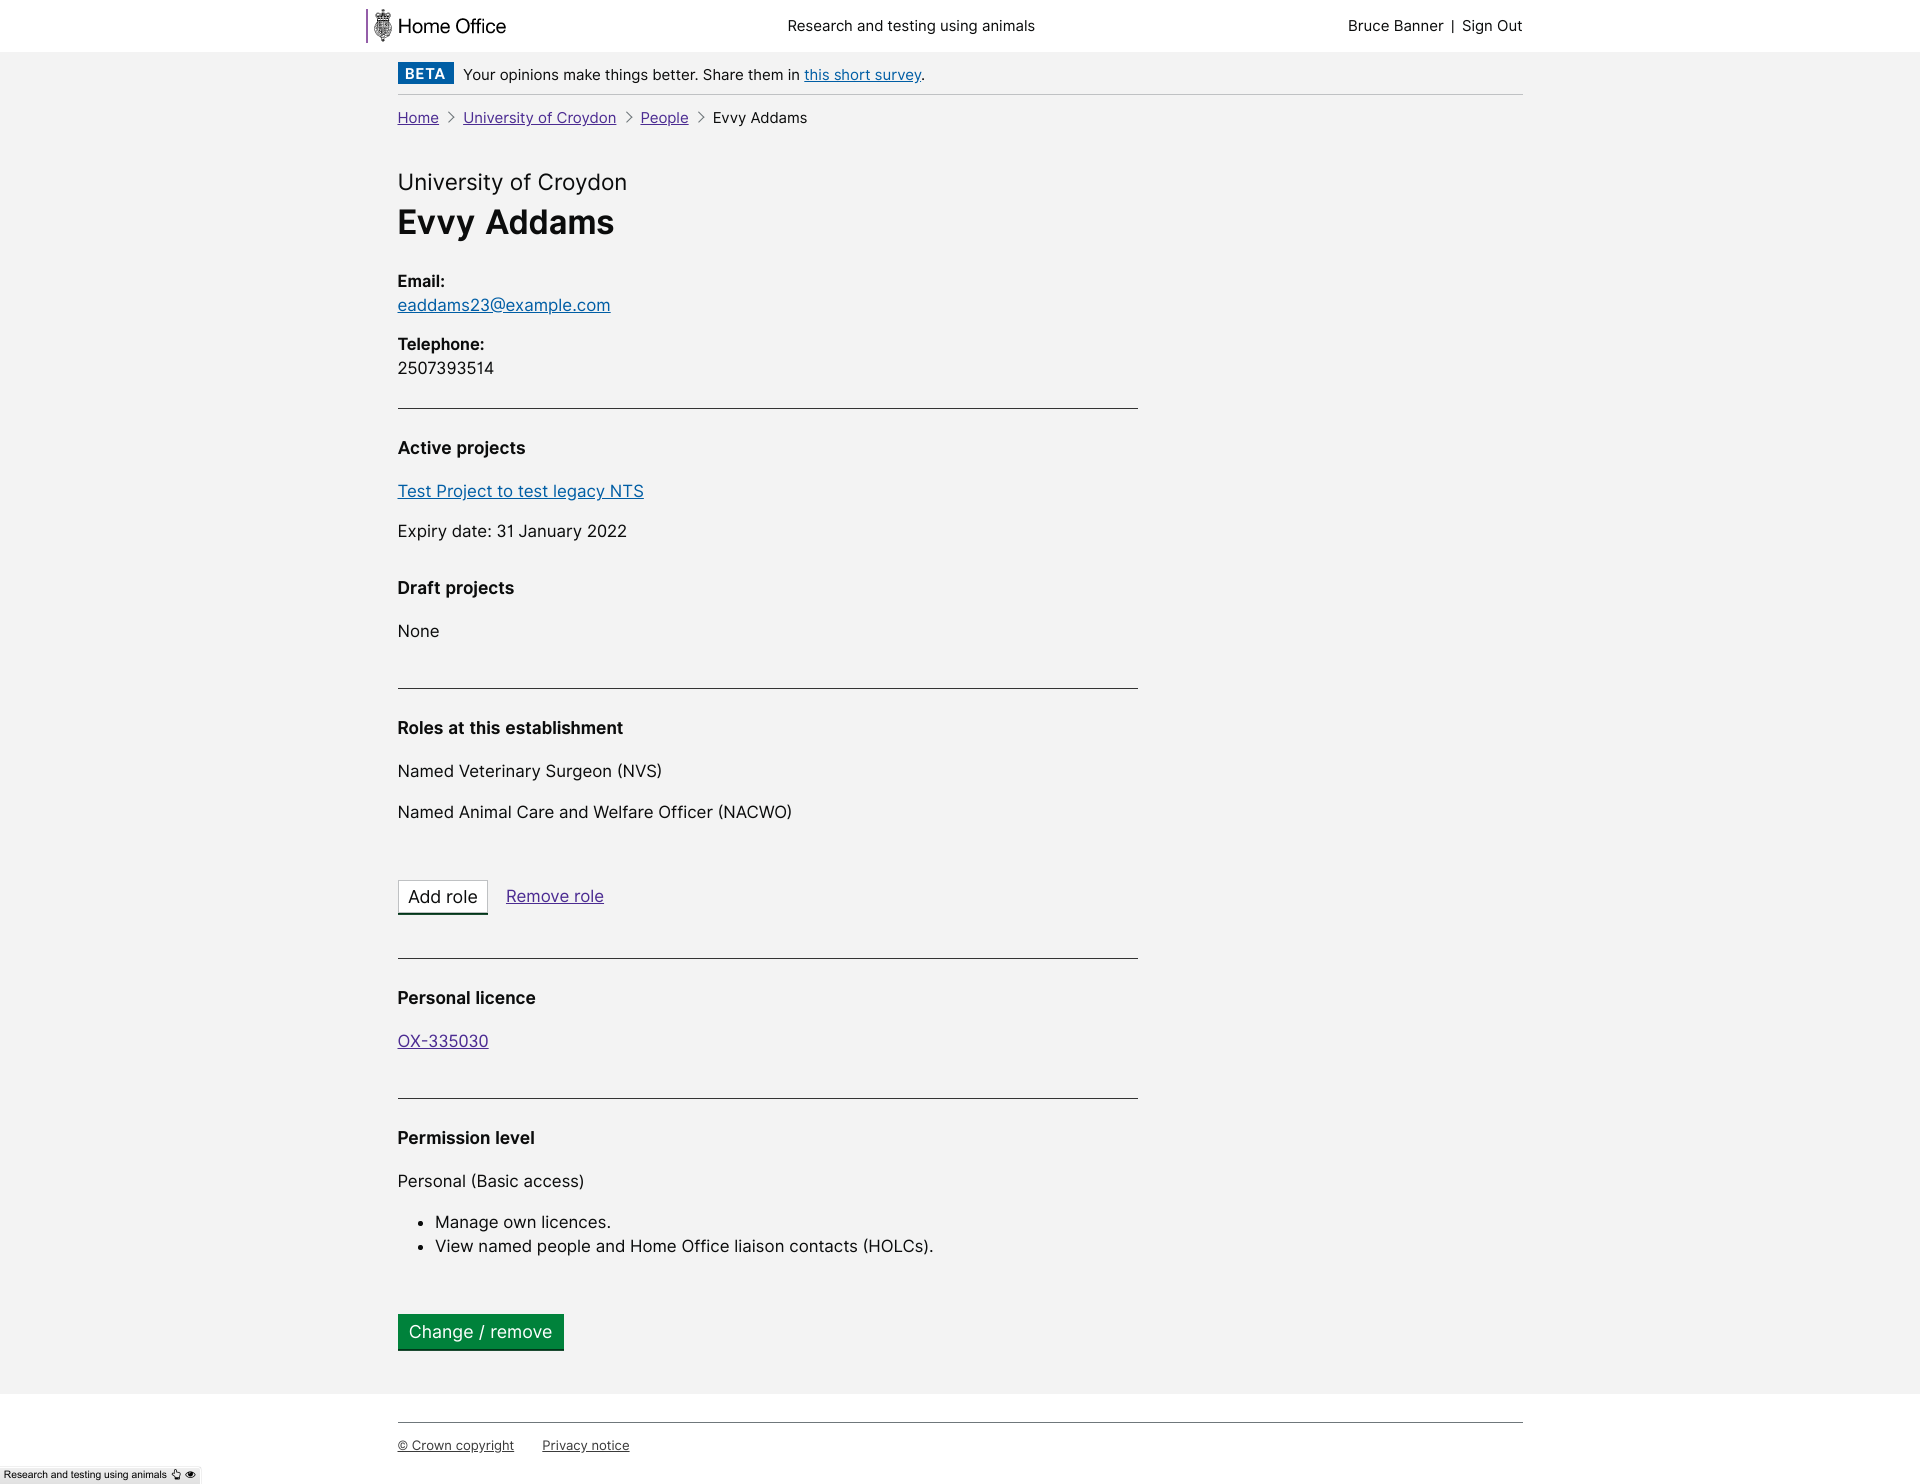 Home Office
Research and testing using animals
Bruce Banner | Sign Out
BETA Your opinions make things better. Share them in this short survey.
Home > University of Croydon > People > Evvy Addams
University of Croydon
Evvy Addams
Email:
eaddams23@example.com
Telephone:
2507393514
Active projects
Test Project to test legacy NTS
Expiry date: 31 January 2022
Draft projects
None
Roles at this establishment
Named Veterinary Surgeon (NVS)
Named Animal Care and Welfare Officer (NACWO)
Add role Remove role
Personal licence
OX-335030
Permission level
Personal (Basic access)
• Manage own licences.
• View named people and Home Office liaison contacts (HOLCs).
Change / remove
© Crown copyright Privacy notice
Research and testing using animals